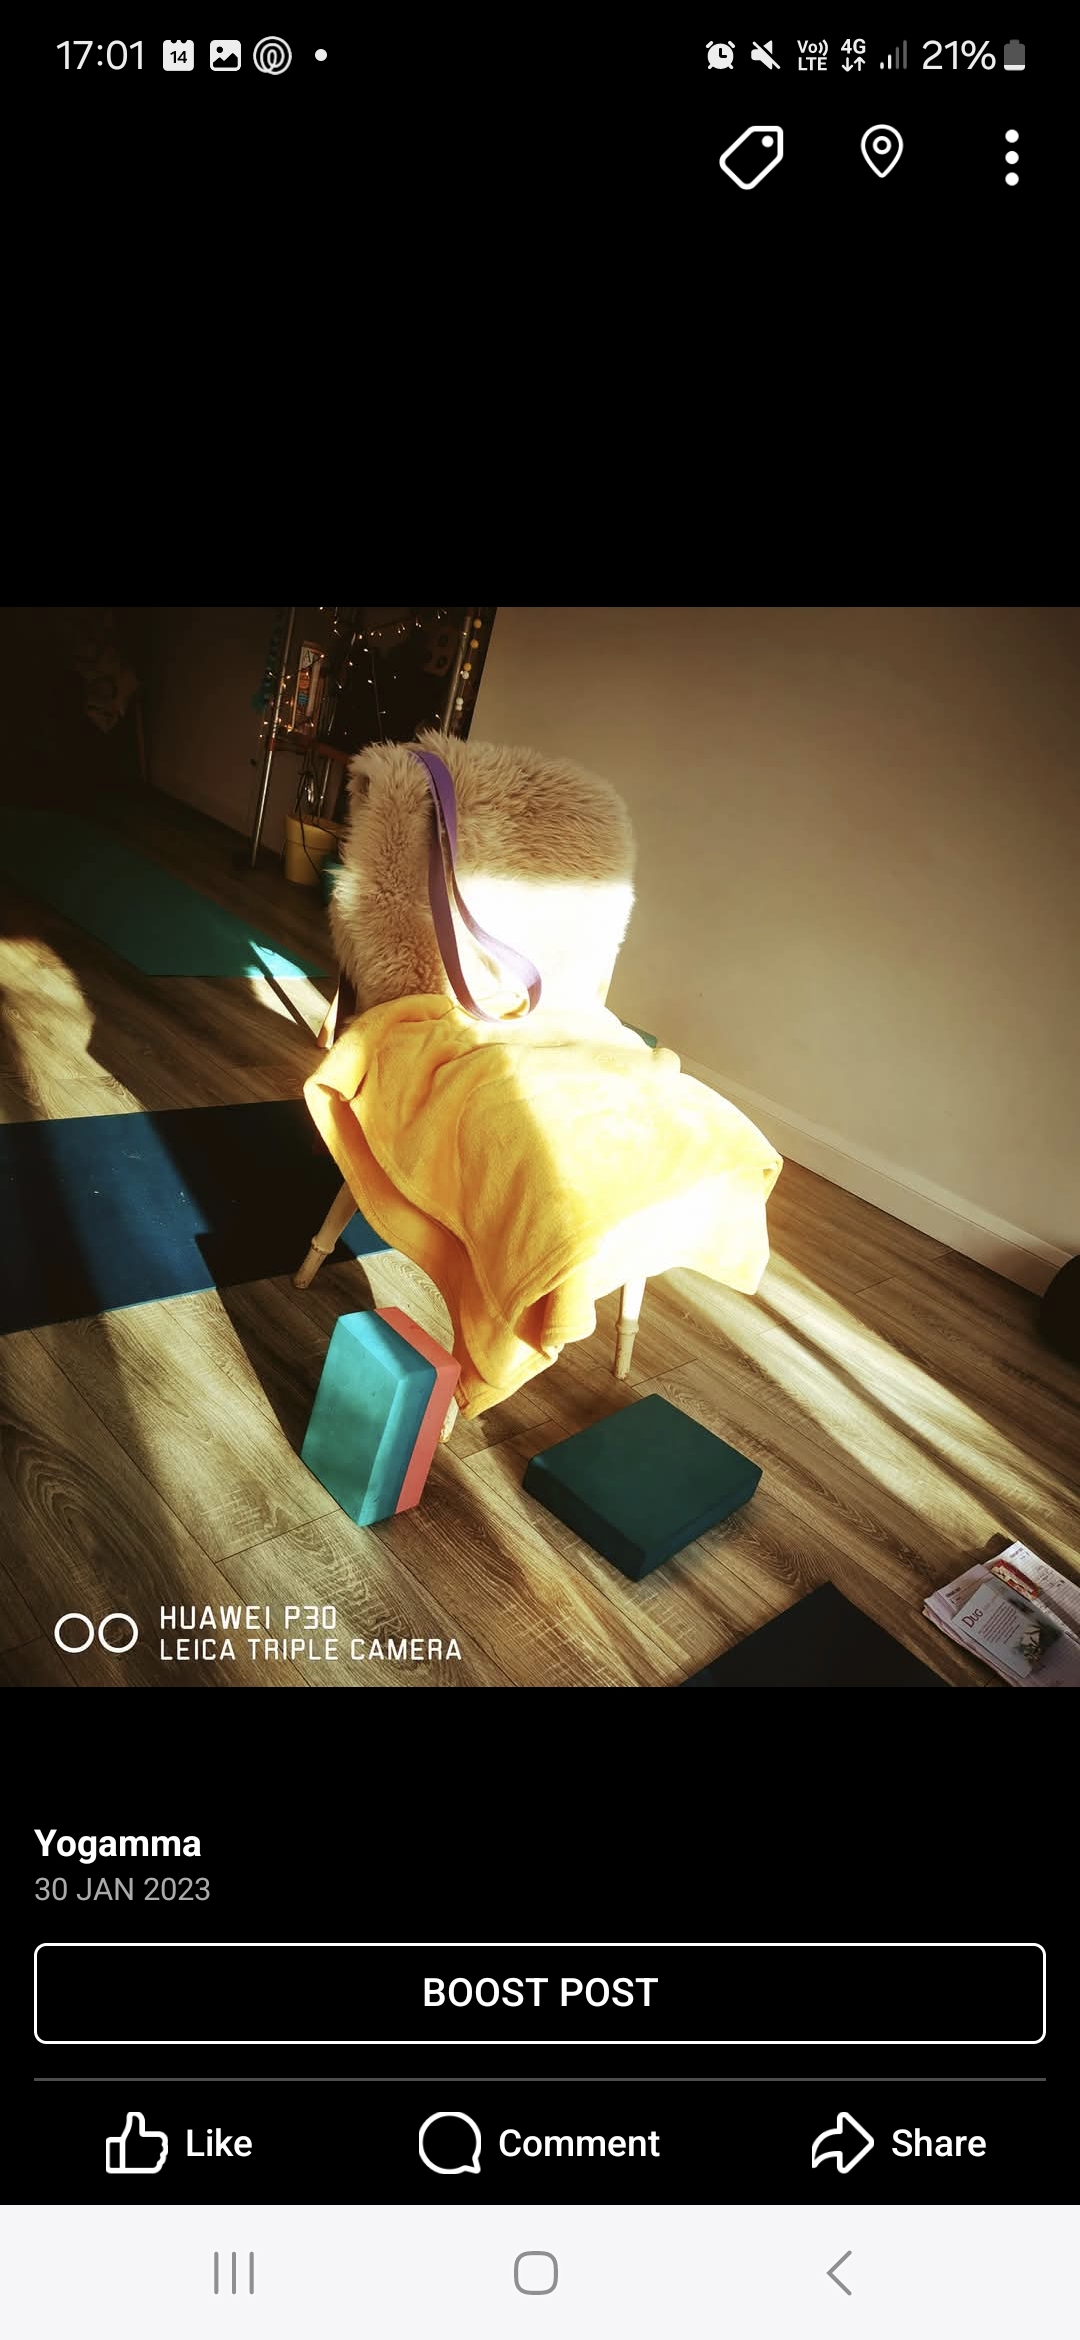 17:01
14
Vo)) LTE
4G
21%
HUAWEI P30
LEICA TRIPLE CAMERA
Yogamma
30 JAN 2023
BOOST POST
Like
Comment
Share